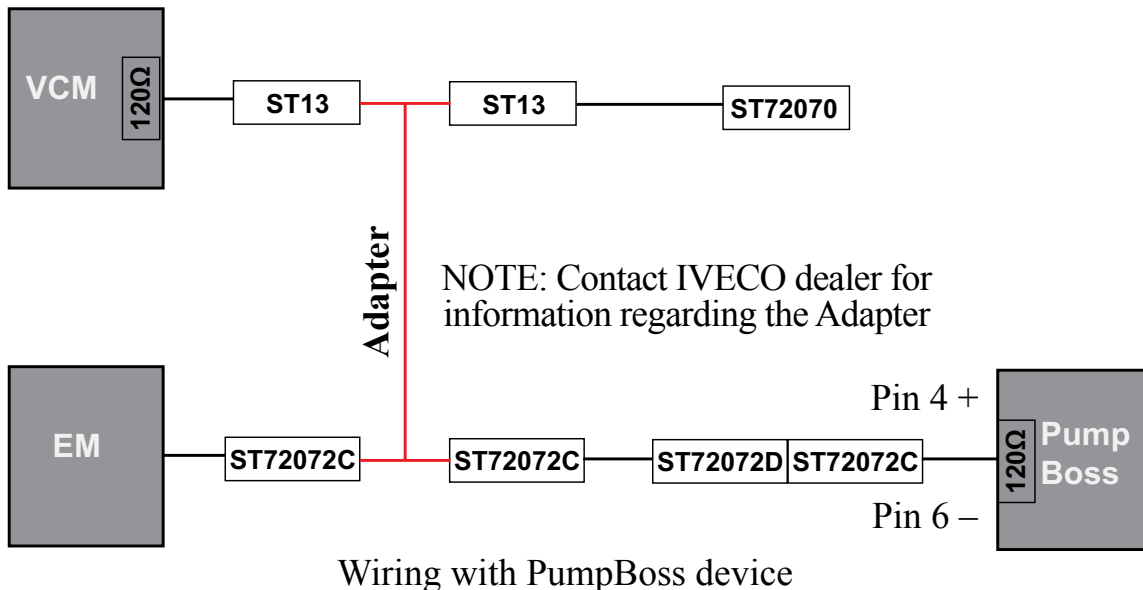 VCM
120Ω
ST13
ST13
ST72070
Adapter
NOTE: Contact IVECO dealer for
information regarding the Adapter
EM
ST72072C
ST72072C
ST72072D
ST72072C
Pin 4 +
120Ω
Pump
Boss
Pin 6 –
Wiring with PumpBoss device